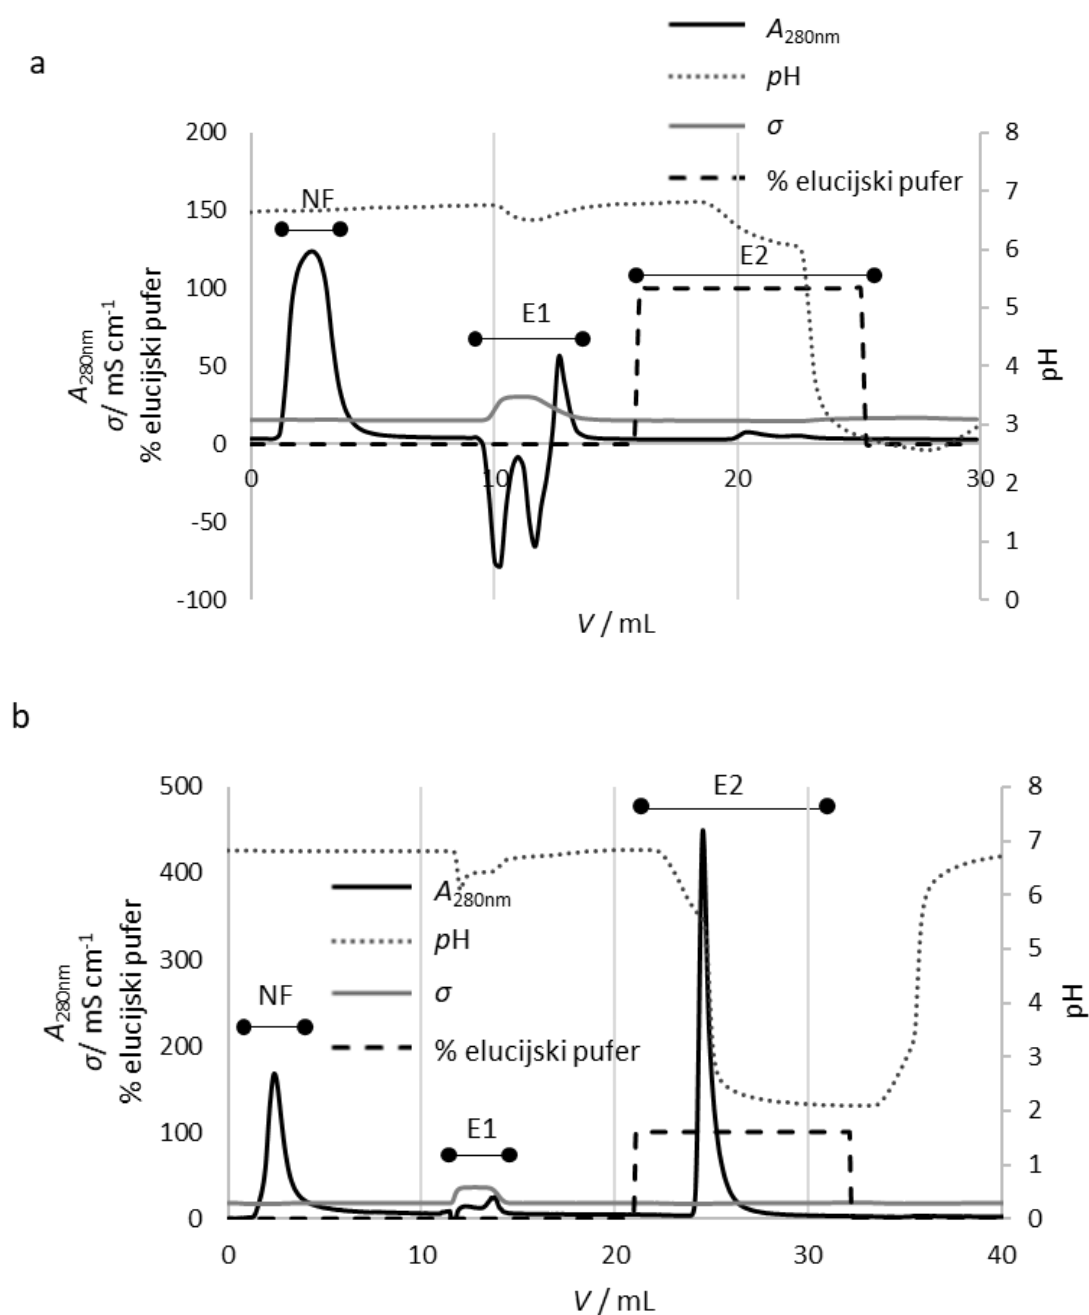 a
A280nm
pH
σ
% elucijski pufer
NF
E1
E2
200
150
100
50
0
-50
-100
0
10
20
30
8
7
6
5
4
3
2
1
0
A280nm
σ/ mS cm-1
% elucijski pufer
pH
V / mL
b
A280nm
pH
σ
% elucijski pufer
NF
E1
E2
500
400
300
200
100
0
0
10
20
30
40
8
7
6
5
4
3
2
1
0
A280nm
σ/ mS cm-1
% elucijski pufer
pH
V / mL